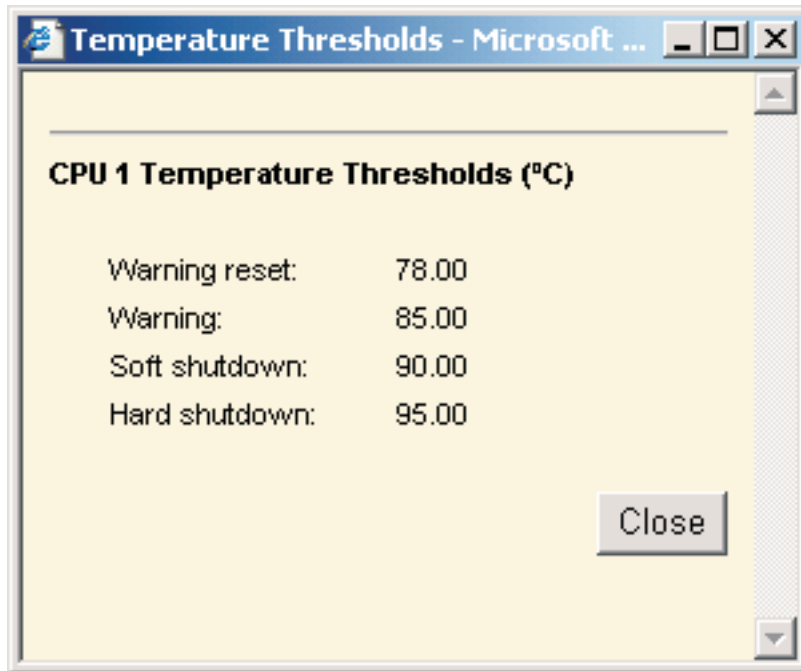 Temperature Thresholds - Microsoft ...
CPU 1 Temperature Thresholds (ºC)
Warning reset: 78.00
Warning: 85.00
Soft shutdown: 90.00
Hard shutdown: 95.00
Close